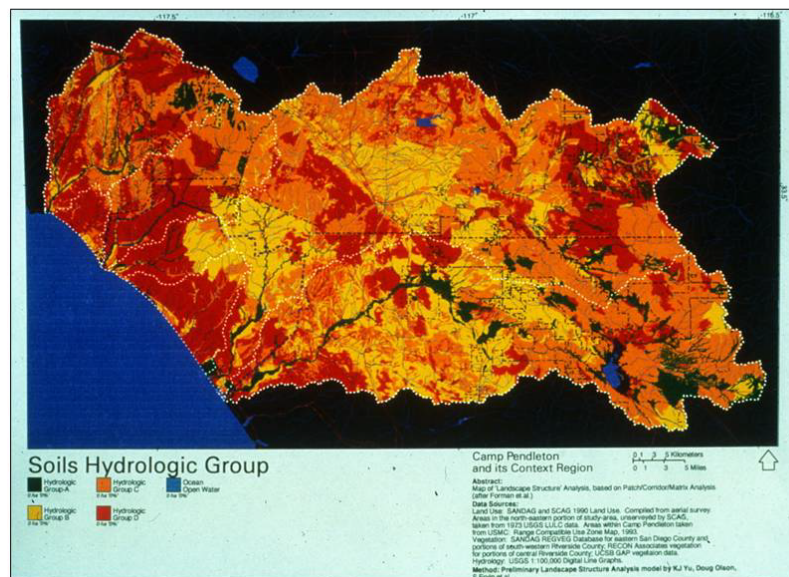 -117.5°
-117°
-116.5°
33.5°
Soils Hydrologic Group
Hydrologic
Group-A
Hydrologic
Group C
Ocean
Open Water
Hydrologic
Group B
Hydrologic
Group D
Camp Pendleton
and its Context Region
0 1 3 5 Kilometers
0 1 3 5 Miles
Abstract:
Map of 'Landscape Structure' Analysis, based on Patch/Corridor/Matrix Analysis
(after Forman et al.)
Data Sources:
Land Use: SANDAG and SCAG 1990 Land Use. Compiled from aerial survey.
Areas in the north-eastern portion of study-area, unsurveyed by SCAG,
taken from 1973 USGS LULC data. Areas within Camp Pendleton taken
from USMC: Range Compatible Use Zone Map, 1993.
Vegetation: SANDAG REGVEG Database for eastern San Diego County and
portions of south-western Riverside County; RECON Associates vegetation
for portions of central Riverside County; UCSB GAP vegetaion data.
Hydrology: USGS 1:100,000 Digital Line Graphs.
Method: Preliminary Landscape Structure Analysis model by KJ Yu, Doug Olson,